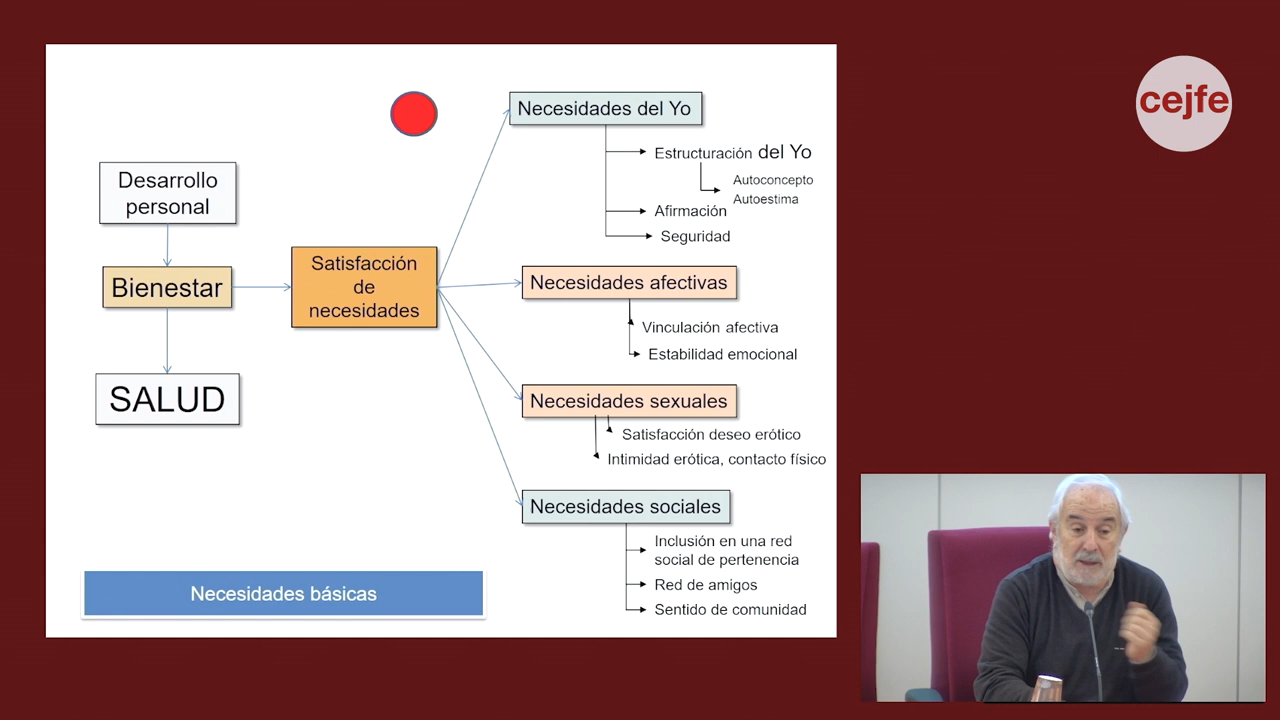 cejfe
Necesidades del Yo
Estructuración del Yo
Autoconcepto
Autoestima
Afirmación
Seguridad
Desarrollo
personal
Bienestar
SALUD
Satisfacción
de
necesidades
Necesidades afectivas
Vinculación afectiva
Estabilidad emocional
Necesidades sexuales
Satisfacción deseo erótico
Intimidad erótica, contacto físico
Necesidades sociales
Inclusión en una red
social de pertenencia
Red de amigos
Sentido de comunidad
Necesidades básicas